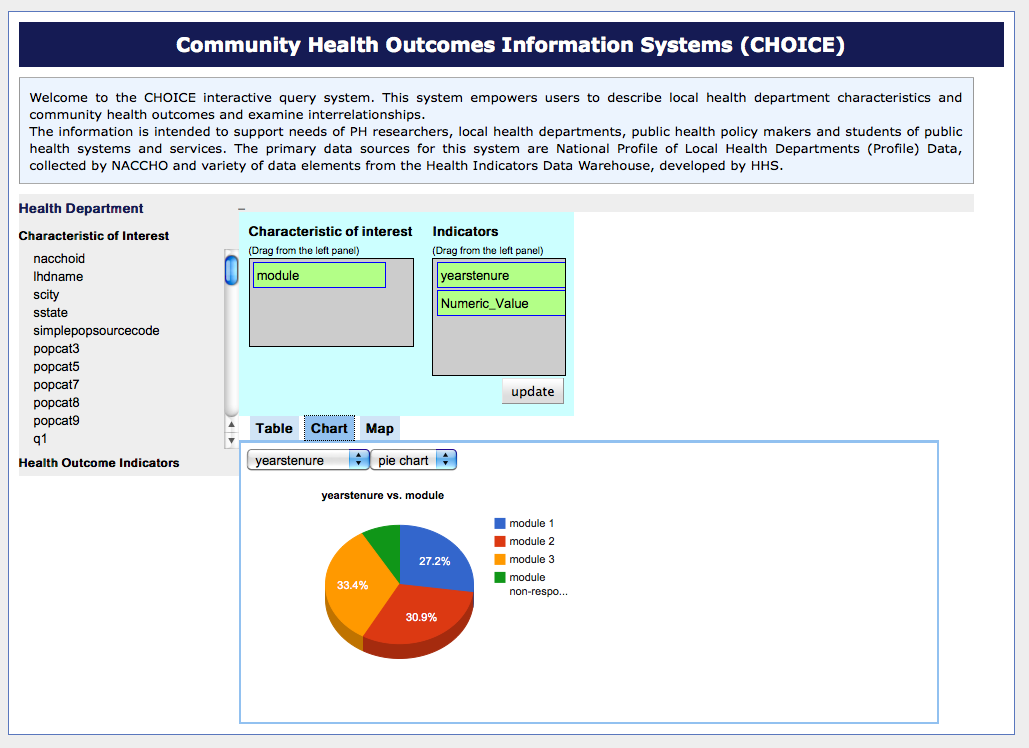 Community Health Outcomes Information Systems (CHOICE)
Welcome to the CHOICE interactive query system. This system empowers users to describe local health department characteristics and
community health outcomes and examine interrelationships.
The information is intended to support needs of PH researchers, local health departments, public health policy makers and students of public
health systems and services. The primary data sources for this system are National Profile of Local Health Departments (Profile) Data,
collected by NACCHO and variety of data elements from the Health Indicators Data Warehouse, developed by HHS.
Health Department
Characteristic of Interest
nacchoid
lhdname
scity
sstate
simplepopsourcecode
popcat3
popcat5
popcat7
popcat8
popcat9
q1
Health Outcome Indicators
Characteristic of interest
(Drag from the left panel)
module
Indicators
(Drag from the left panel)
yearstenure
Numeric_Value
update
Table Chart Map
yearstenure pie chart
yearstenure vs. module
27.2%
33.4%
30.9%
module 1
module 2
module 3
module
non-respo...